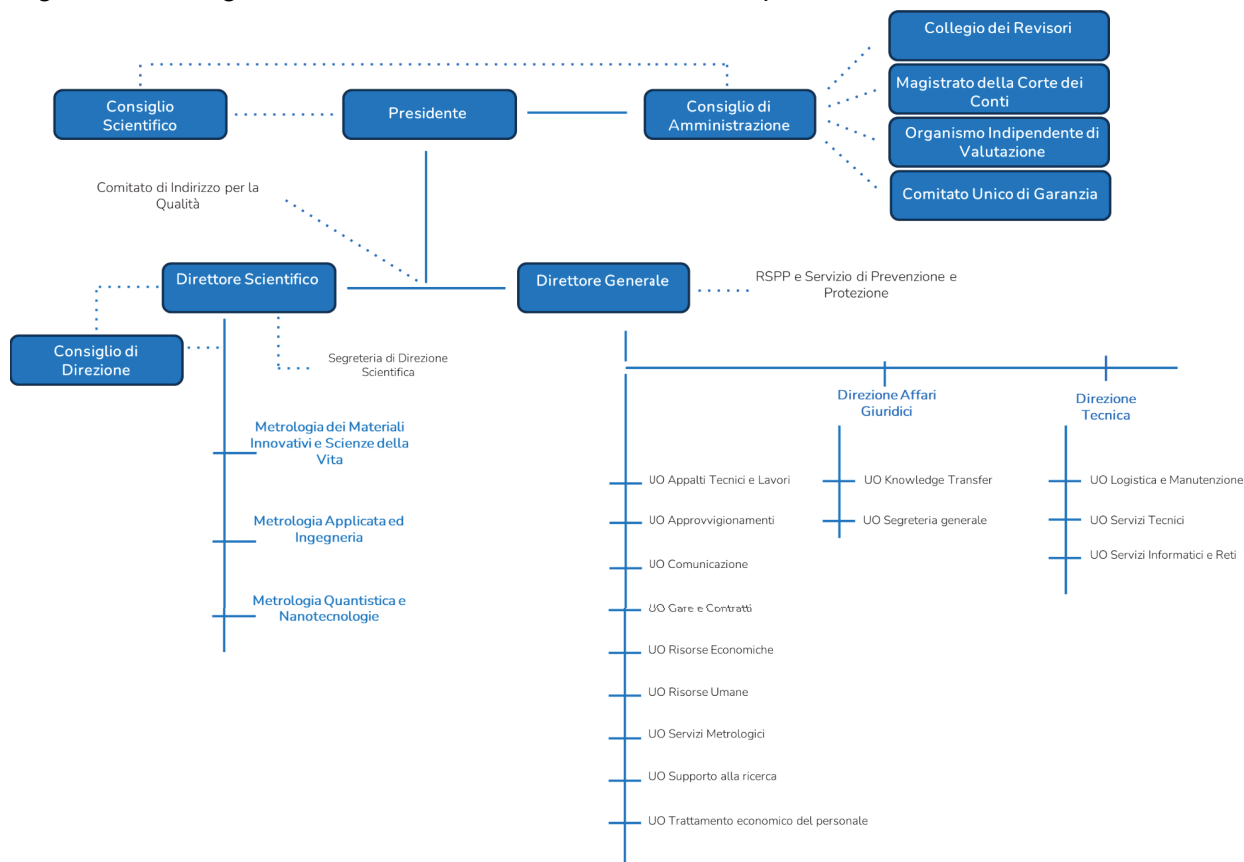 Collegio dei Revisori
Consiglio
Scientifico
Presidente
Consiglio di
Amministrazione
Magistrato della Corte dei
Conti
Organismo Indipendente di
Valutazione
Comitato Unico di Garanzia
Comitato di Indirizzo per la
Qualità
Direttore Scientifico
Direttore Generale
RSPP e Servizio di Prevenzione e
Protezione
Consiglio di
Direzione
Segreteria di Direzione
Scientifica
Direzione Affari
Giuridici
Direzione
Tecnica
Metrologia dei Materiali
Innovativi e Scienze della
Vita
Metrologia Applicata ed
Ingegneria
Metrologia Quantistica e
Nanotecnologie
UO Appalti Tecnici e Lavori
UO Approvvigionamenti
UO Comunicazione
UO Gare e Contratti
UO Risorse Economiche
UO Risorse Umane
UO Servizi Metrologici
UO Supporto alla ricerca
UO Trattamento economico del personale
UO Knowledge Transfer
UO Segreteria generale
UO Logistica e Manutenzione
UO Servizi Tecnici
UO Servizi Informatici e Reti